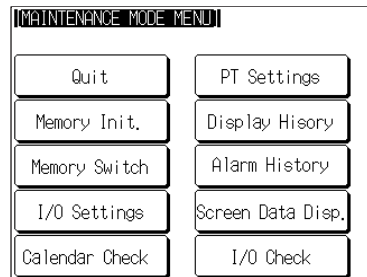 [MAINTENANCE MODE MENU]
Quit
PT Settings
Memory Init.
Display Hisory
Memory Switch
Alarm History
I/O Settings
Screen Data Disp.
Calendar Check
I/O Check